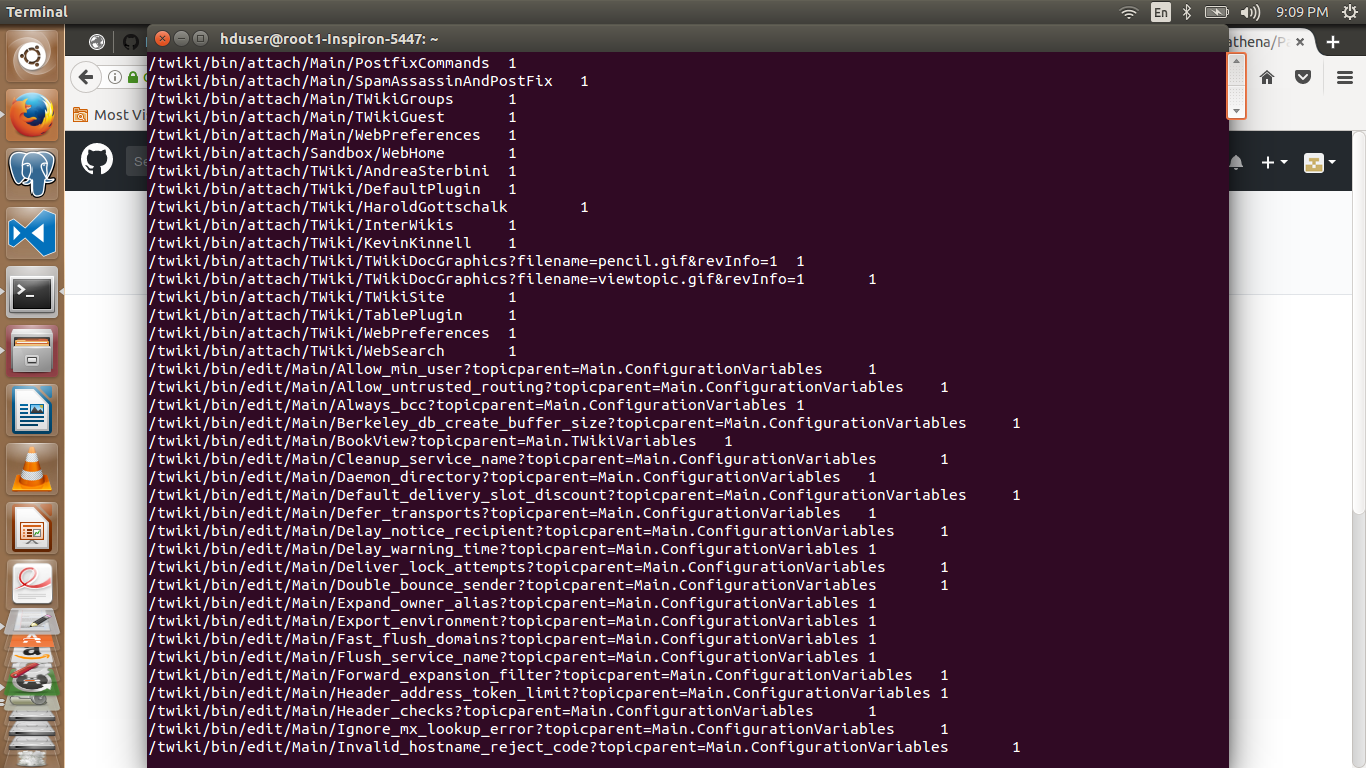 Terminal
En
9:09 PM
hduser@root1-Inspiron-5447: ~
athena/Pa
Most Vi
Se
/twiki/bin/attach/Main/PostfixCommands 1
/twiki/bin/attach/Main/SpamAssassinAndPostFix 1
/twiki/bin/attach/Main/TWikiGroups 1
/twiki/bin/attach/Main/TWikiGuest 1
/twiki/bin/attach/Main/WebPreferences 1
/twiki/bin/attach/Sandbox/WebHome 1
/twiki/bin/attach/TWiki/AndreaSterbini 1
/twiki/bin/attach/TWiki/DefaultPlugin 1
/twiki/bin/attach/TWiki/HaroldGottschalk 1
/twiki/bin/attach/TWiki/InterWikis 1
/twiki/bin/attach/TWiki/KevinKinnell 1
/twiki/bin/attach/TWiki/TWikiDocGraphics?filename=pencil.gif&revInfo=1 1
/twiki/bin/attach/TWiki/TWikiDocGraphics?filename=viewtopic.gif&revInfo=1 1
/twiki/bin/attach/TWiki/TWikiSite 1
/twiki/bin/attach/TWiki/TablePlugin 1
/twiki/bin/attach/TWiki/WebPreferences 1
/twiki/bin/attach/TWiki/WebSearch 1
/twiki/bin/edit/Main/Allow_min_user?topicparent=Main.ConfigurationVariables 1
/twiki/bin/edit/Main/Allow_untrusted_routing?topicparent=Main.ConfigurationVariables 1
/twiki/bin/edit/Main/Always_bcc?topicparent=Main.ConfigurationVariables 1
/twiki/bin/edit/Main/Berkeley_db_create_buffer_size?topicparent=Main.ConfigurationVariables 1
/twiki/bin/edit/Main/BookView?topicparent=Main.TWikiVariables 1
/twiki/bin/edit/Main/Cleanup_service_name?topicparent=Main.ConfigurationVariables 1
/twiki/bin/edit/Main/Daemon_directory?topicparent=Main.ConfigurationVariables 1
/twiki/bin/edit/Main/Default_delivery_slot_discount?topicparent=Main.ConfigurationVariables 1
/twiki/bin/edit/Main/Defer_transports?topicparent=Main.ConfigurationVariables 1
/twiki/bin/edit/Main/Delay_notice_recipient?topicparent=Main.ConfigurationVariables 1
/twiki/bin/edit/Main/Delay_warning_time?topicparent=Main.ConfigurationVariables 1
/twiki/bin/edit/Main/Deliver_lock_attempts?topicparent=Main.ConfigurationVariables 1
/twiki/bin/edit/Main/Double_bounce_sender?topicparent=Main.ConfigurationVariables 1
/twiki/bin/edit/Main/Expand_owner_alias?topicparent=Main.ConfigurationVariables 1
/twiki/bin/edit/Main/Export_environment?topicparent=Main.ConfigurationVariables 1
/twiki/bin/edit/Main/Fast_flush_domains?topicparent=Main.ConfigurationVariables 1
/twiki/bin/edit/Main/Flush_service_name?topicparent=Main.ConfigurationVariables 1
/twiki/bin/edit/Main/Forward_expansion_filter?topicparent=Main.ConfigurationVariables 1
/twiki/bin/edit/Main/Header_address_token_limit?topicparent=Main.ConfigurationVariables 1
/twiki/bin/edit/Main/Header_checks?topicparent=Main.ConfigurationVariables 1
/twiki/bin/edit/Main/Ignore_mx_lookup_error?topicparent=Main.ConfigurationVariables 1
/twiki/bin/edit/Main/Invalid_hostname_reject_code?topicparent=Main.ConfigurationVariables 1